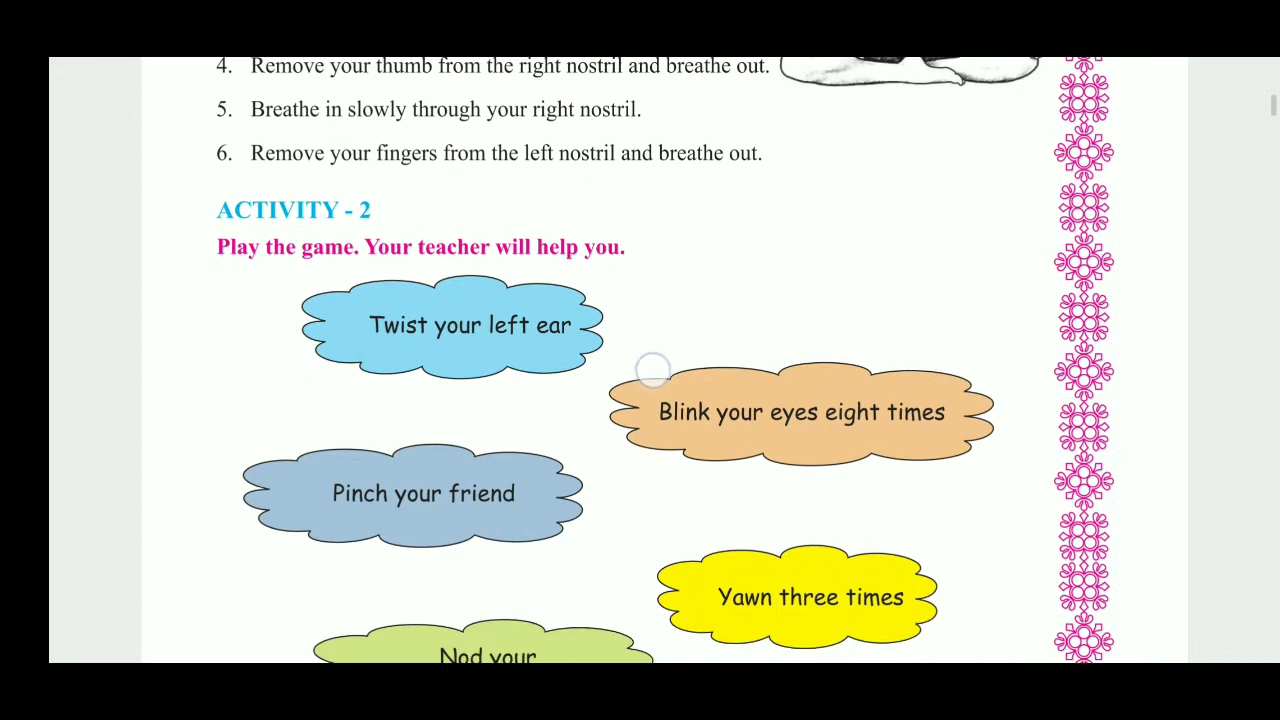 4. Remove your thumb from the right nostril and breathe out.
5. Breathe in slowly through your right nostril.
6. Remove your fingers from the left nostril and breathe out.
ACTIVITY - 2
Play the game. Your teacher will help you.
Twist your left ear
Blink your eyes eight times
Pinch your friend
Yawn three times
Nod your